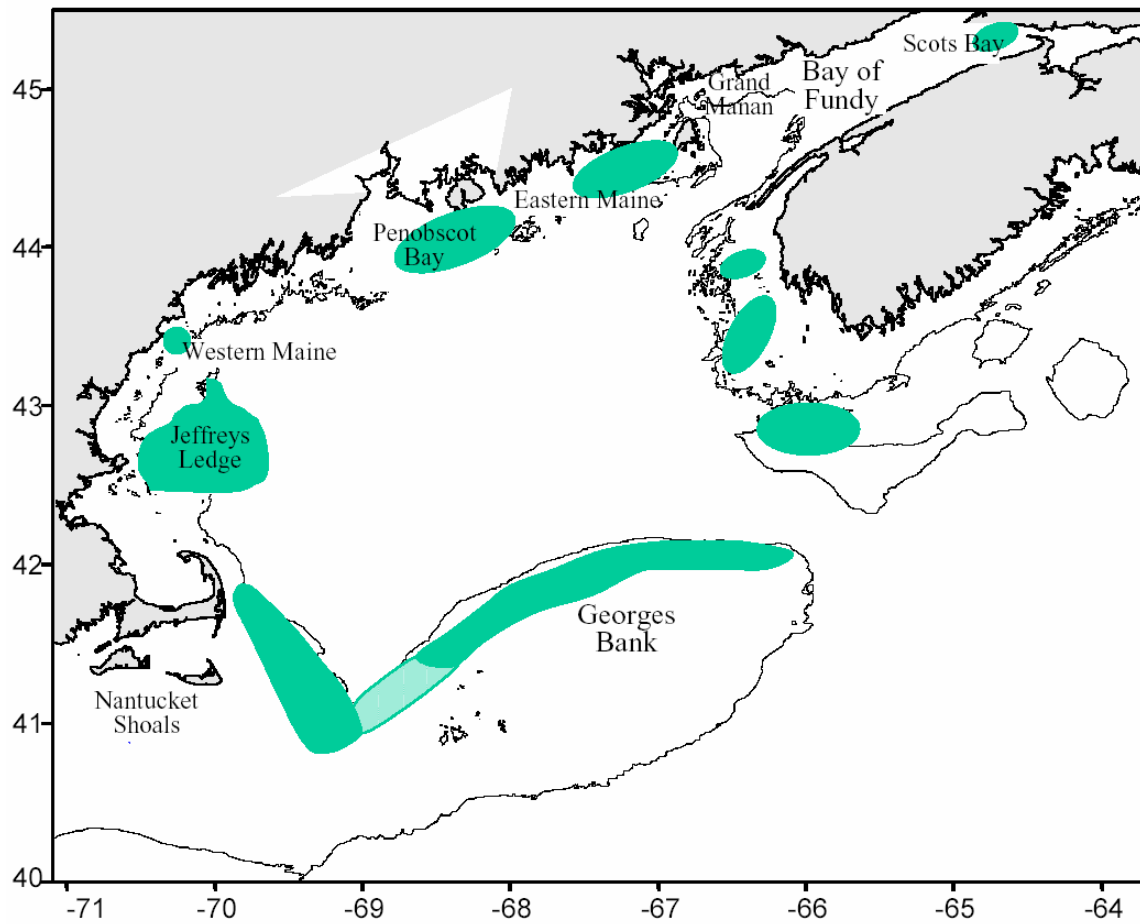 Scots Bay
Bay of
Fundy
Grand
Manan
Eastern Maine
Penobscot
Bay
Western Maine
Jeffreys
Ledge
Georges
Bank
Nantucket
Shoals
45
44
43
42
41
40
-71
-70
-69
-68
-67
-66
-65
-64